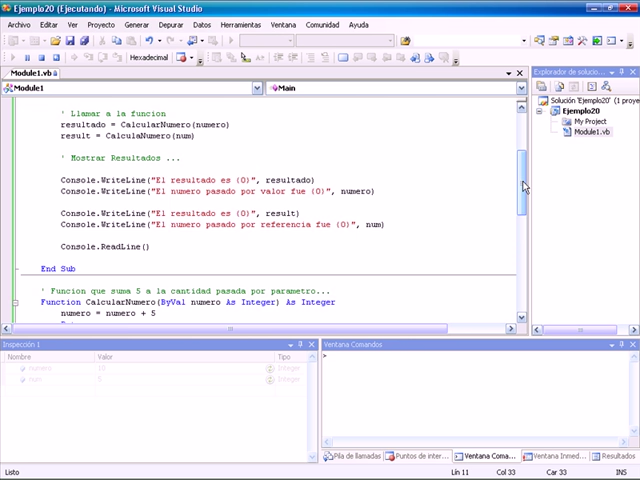 Ejemplo20 (Ejecutando) - Microsoft Visual Studio
Archivo Editar Ver Proyecto Generar Depurar Datos Herramientas Ventana Comunidad Ayuda
Hexadecimal
Module1.vb
Module1
Main
' Llamar a la funcion
resultado = CalcularNumero(numero)
result = CalculaNumero(num)
' Mostrar Resultados ...
Console.WriteLine("El resultado es {0}", resultado)
Console.WriteLine("El numero pasado por valor fue {0}", numero)
Console.WriteLine("El resultado es {0}", result)
Console.WriteLine("El numero pasado por referencia fue {0}", num)
Console.ReadLine()
End Sub
' Funcion que suma 5 a la cantidad pasada por parametro...
Function CalcularNumero(ByVal numero As Integer) As Integer
numero = numero + 5
Explorador de solucio...
Solución 'Ejemplo20' (1 proye
Ejemplo20
My Project
Module1.vb
Inspección 1
Nombre Valor Tipo
numero 10 Integer
num 5 Integer
Ventana Comandos
>
Pila de llamadas Puntos de inter... Ventana Coma... Ventana Inmed... Resultados
Listo Lín 11 Col 33 Car 33 INS